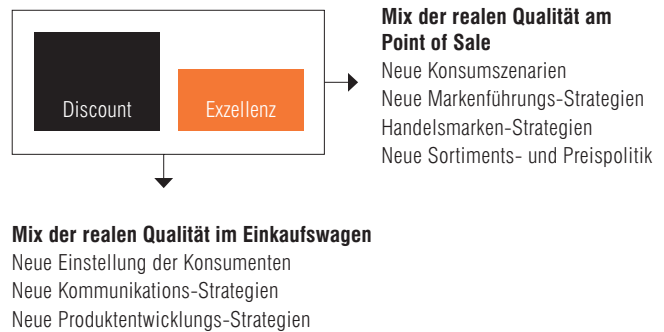 Discount
Exzellenz
Mix der realen Qualität am
Point of Sale
Neue Konsumszenarien
Neue Markenführungs-Strategien
Handelsmarken-Strategien
Neue Sortiments- und Preispolitik
Mix der realen Qualität im Einkaufswagen
Neue Einstellung der Konsumenten
Neue Kommunikations-Strategien
Neue Produktentwicklungs-Strategien